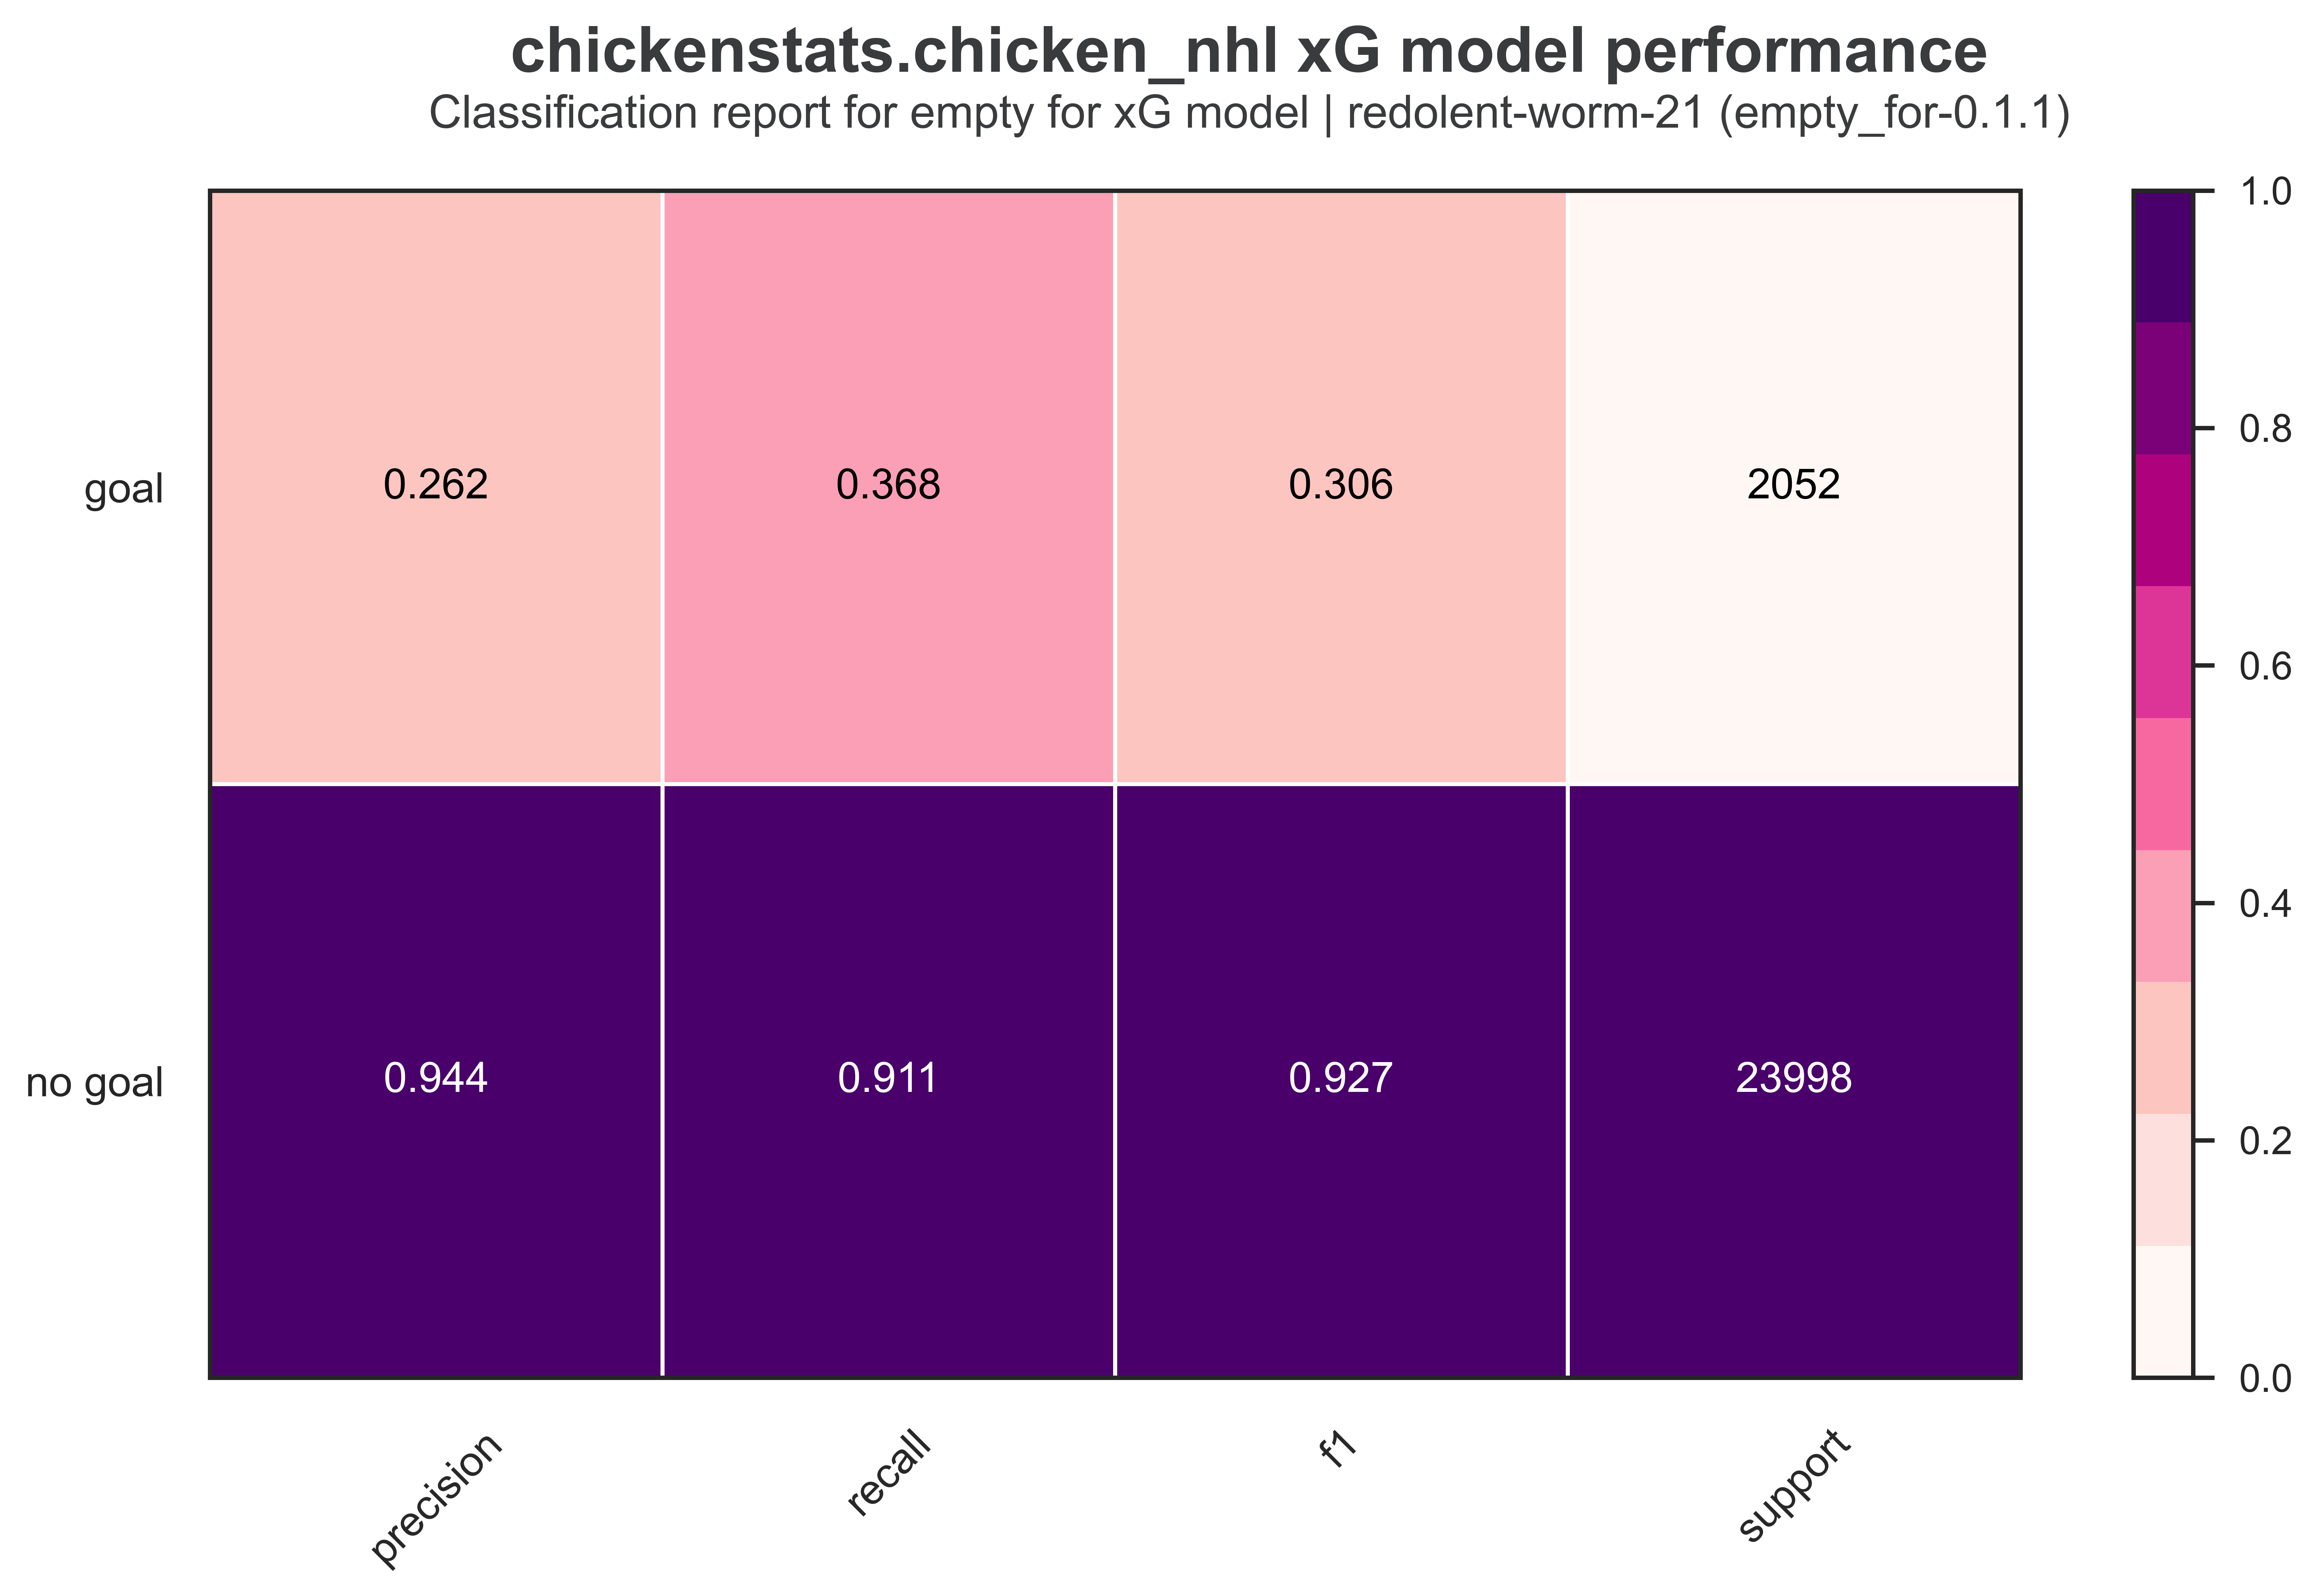 chickenstats.chicken_nhl xG model performance
Classification report for empty for xG model | redolent-worm-21 (empty_for-0.1.1)
goal
0.262
0.368
0.306
2052
no goal
0.944
0.911
0.927
23998
precision
recall
f1
support
1.0
0.8
0.6
0.4
0.2
0.0